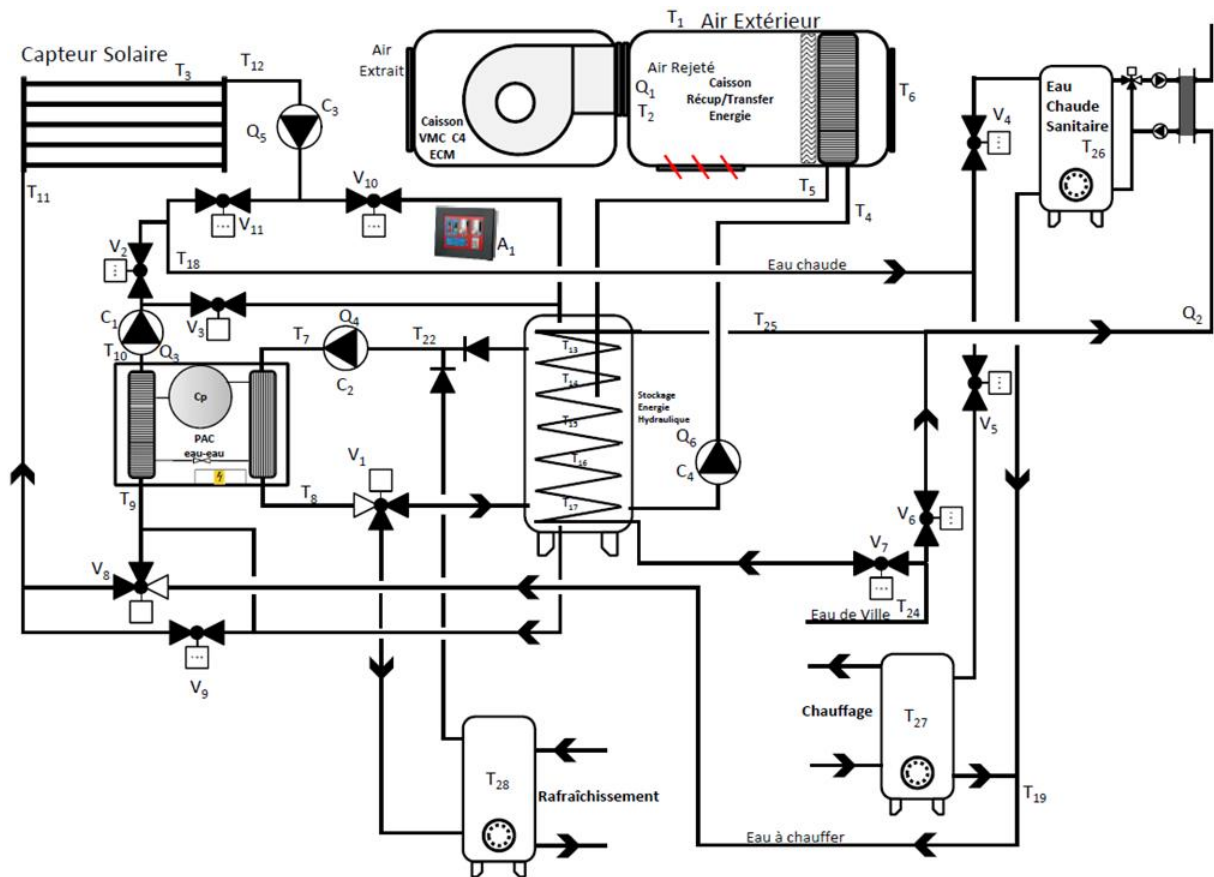 Capteur Solaire
T3
T12
C3
Q5
T11
Air
Extrait
Caisson
VMC C4
ECM
T1
Air Extérieur
Air Rejeté
Q1
T2
Caisson
Récup/Transfer
Energie
T6
T5
T4
V4
Eau
Chaude
Sanitaire
T26
V10
V11
V2
T18
A1
Eau chaude
V3
C1
T10
Q3
T7
Q4
C2
T22
T25
Q2
T13
T14
T15
T16
T17
Stockage
Energie
Hydraulique
Cp
PAC
eau-eau
T9
T8
V1
Q6
C4
V5
V6
V7
V8
V9
Eau de Ville
T24
Chauffage
T27
T28
Rafraîchissement
T19
Eau à chauffer